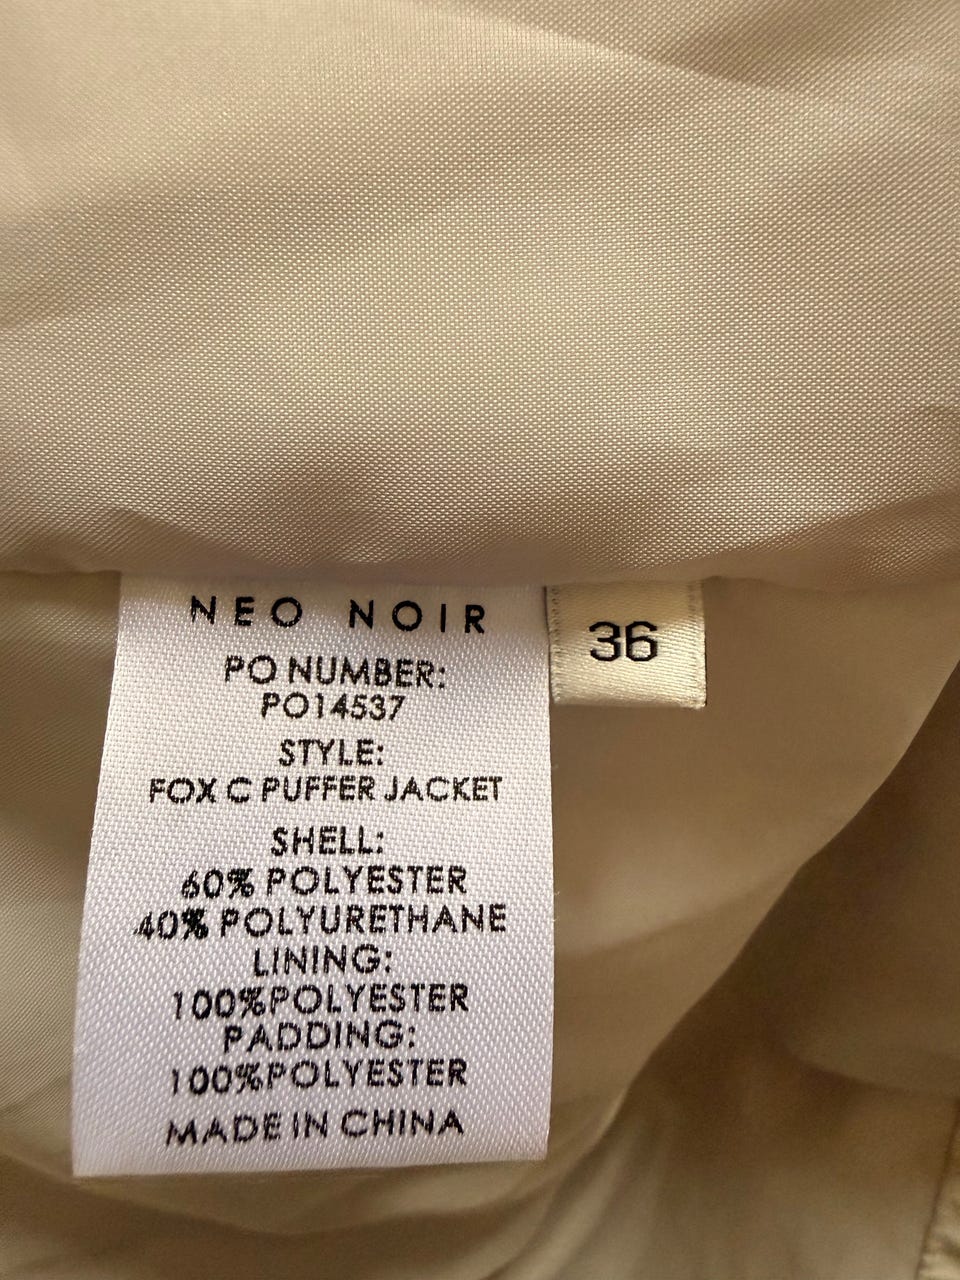 NEO NOIR
36
PO NUMBER:
PO14537
STYLE:
FOX C PUFFER JACKET
SHELL:
60% POLYESTER
40% POLYURETHANE
LINING:
100%POLYESTER
PADDING:
100%POLYESTER
MADE IN CHINA